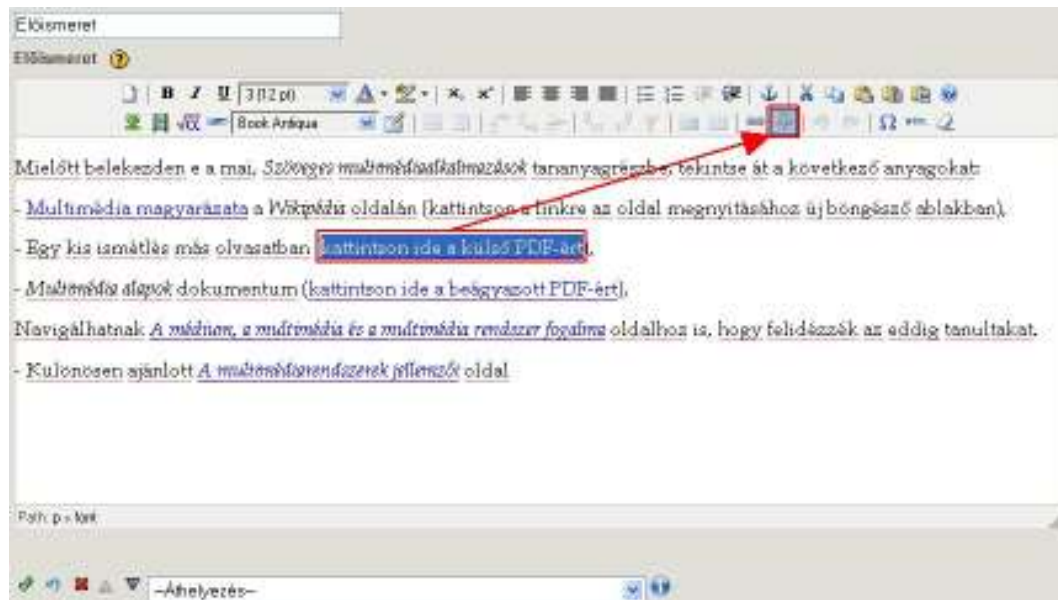 Előismeret
Előismeret
B I U 3 (12 pt)
Book Antiqua
Mielőtt belekezden e a mai, Szöveges multimédiaalkalmazások tananyagrészbe, tekintse át a következő anyagokat:
- Multimédia magyarázata a Wikipédia oldalán (kattintson a linkre az oldal megnyitásához új böngésző ablakban),
- Egy kis ismétlés más olvasatban (kattintson ide a külső PDF-ért),
- Multimédia alapok dokumentum (kattintson ide a beágyazott PDF-ért),
Navigálhatnak A médium, a multimédia és a multimédia rendszer fogalma oldalhoz is, hogy felidézzék az eddig tanultakat.
- Különösen ajánlott A multimédiarendszerek jellemzői oldal
Path: p » font
--Áthelyezés--